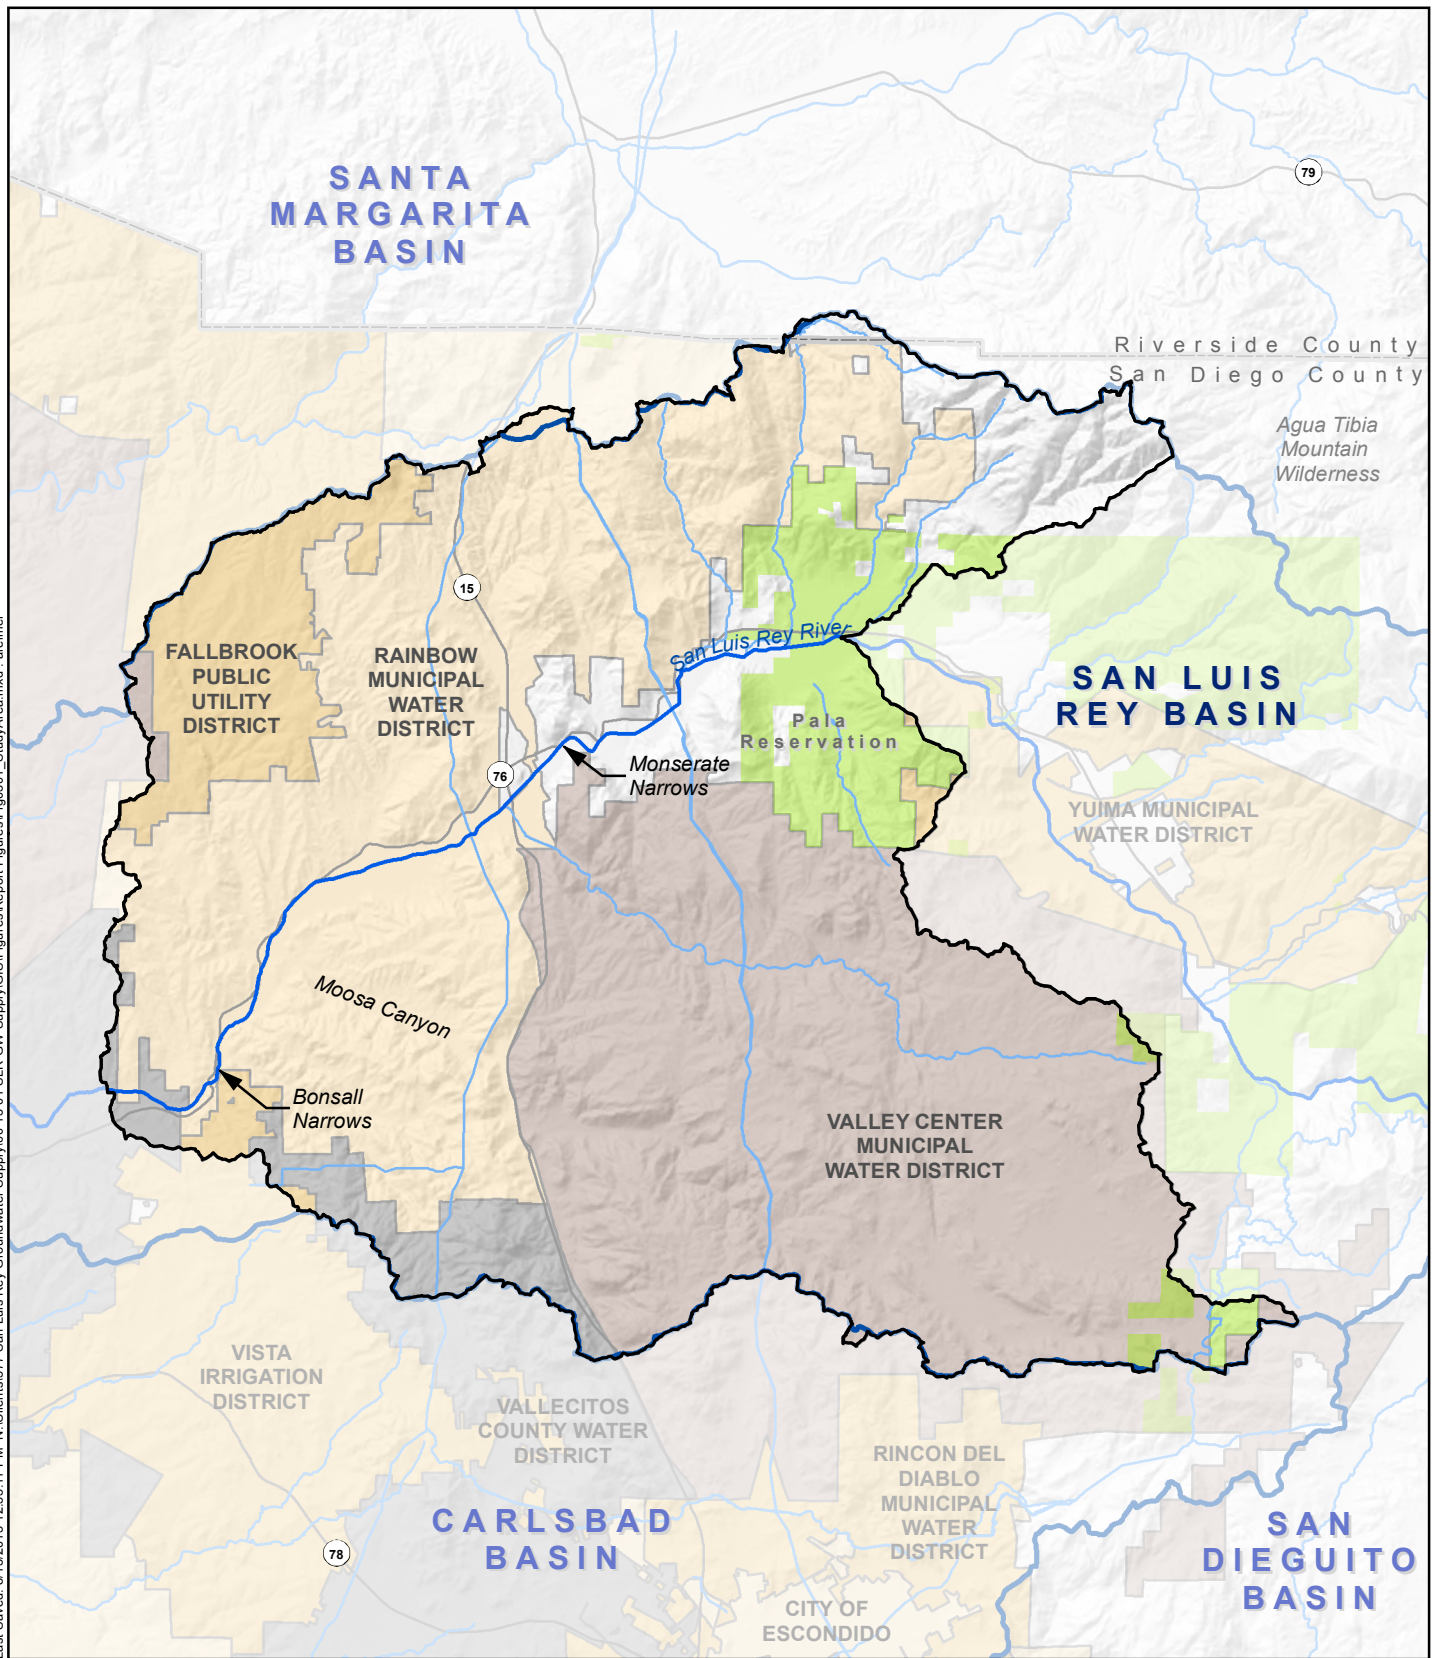 SANTA
MARGARITA
BASIN
79
Riverside County
San Diego County
Agua Tibia
Mountain
Wilderness
15
FALLBROOK
PUBLIC
UTILITY
DISTRICT
RAINBOW
MUNICIPAL
WATER
DISTRICT
San Luis Rey River
SAN LUIS
REY BASIN
Pala
Reservation
Monserate
Narrows
76
YUIMA MUNICIPAL
WATER DISTRICT
Moosa Canyon
Bonsall
Narrows
VALLEY CENTER
MUNICIPAL
WATER DISTRICT
VISTA
IRRIGATION
DISTRICT
VALLECITOS
COUNTY WATER
DISTRICT
RINCON DEL
DIABLO
MUNICIPAL
WATER
DISTRICT
CARLSBAD
BASIN
78
SAN
DIEGUITO
BASIN
CITY OF
ESCONDIDO